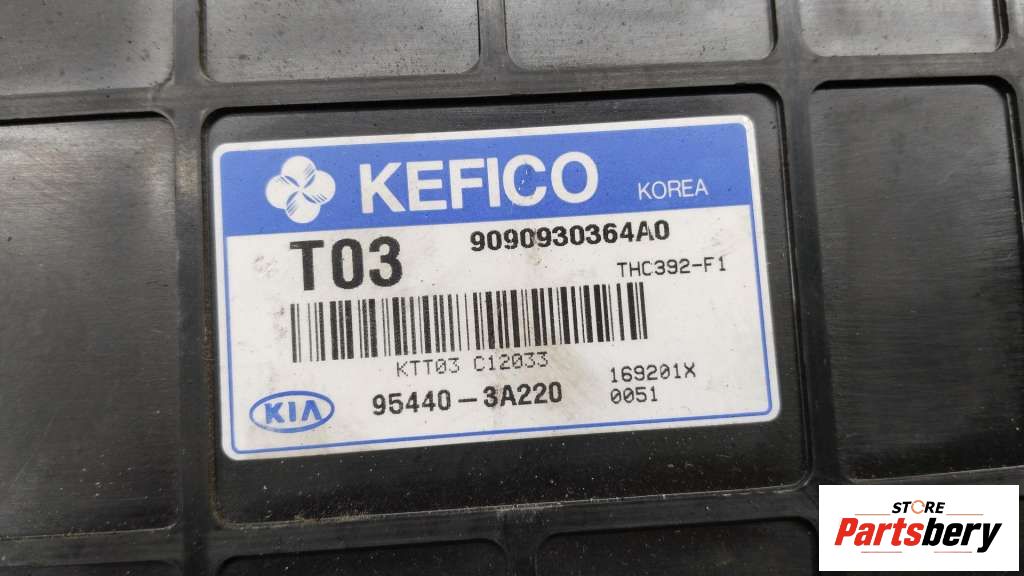 KEFICO KOREA
T03 9090930364A0
THC392-F1
KTT03 C12033
KIA 95440-3A220 169201X
0051
STORE
Partsbery